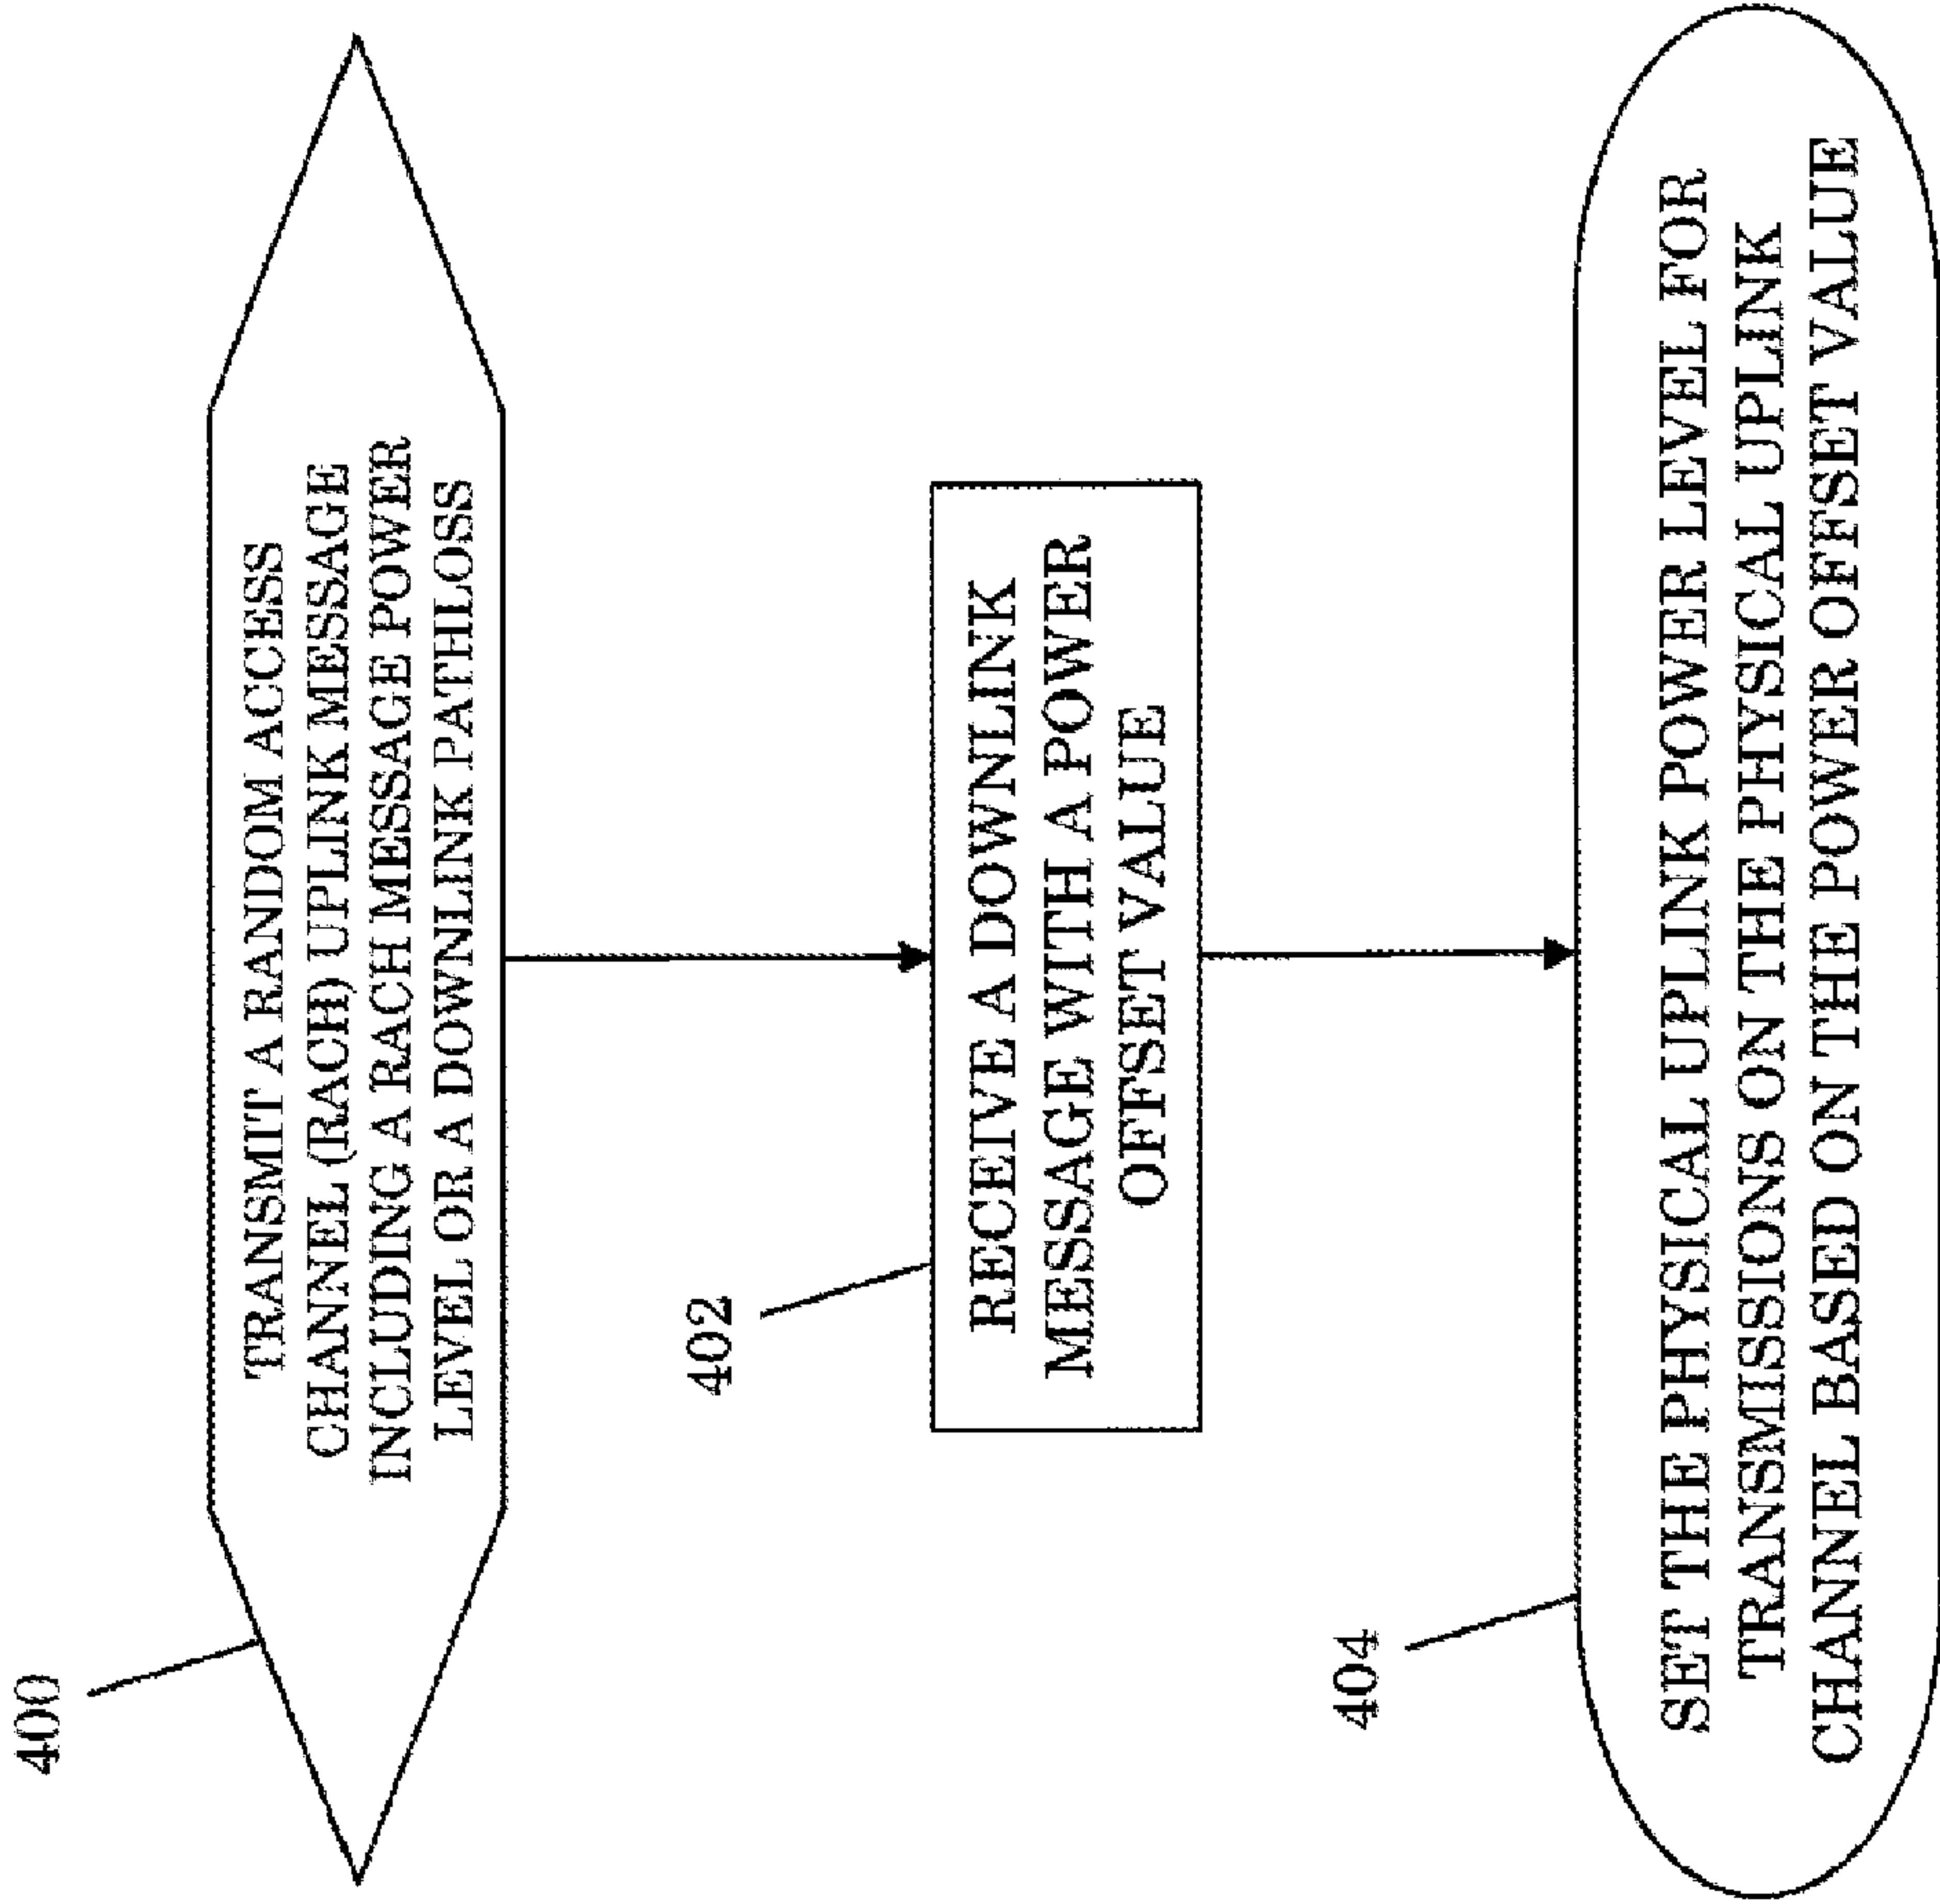 400
TRANSMIT A RANDOM ACCESS
CHANNEL (RACH) UPLINK MESSAGE
INCLUDING A RACH MESSAGE POWER
LEVEL OR A DOWNLINK PATHLOSS
402
RECEIVE A DOWNLINK
MESSAGE WITH A POWER
OFFSET VALUE
404
SET THE PHYSICAL UPLINK POWER LEVEL FOR
TRANSMISSIONS ON THE PHYSICAL UPLINK
CHANNEL BASED ON THE POWER OFFSET VALUE